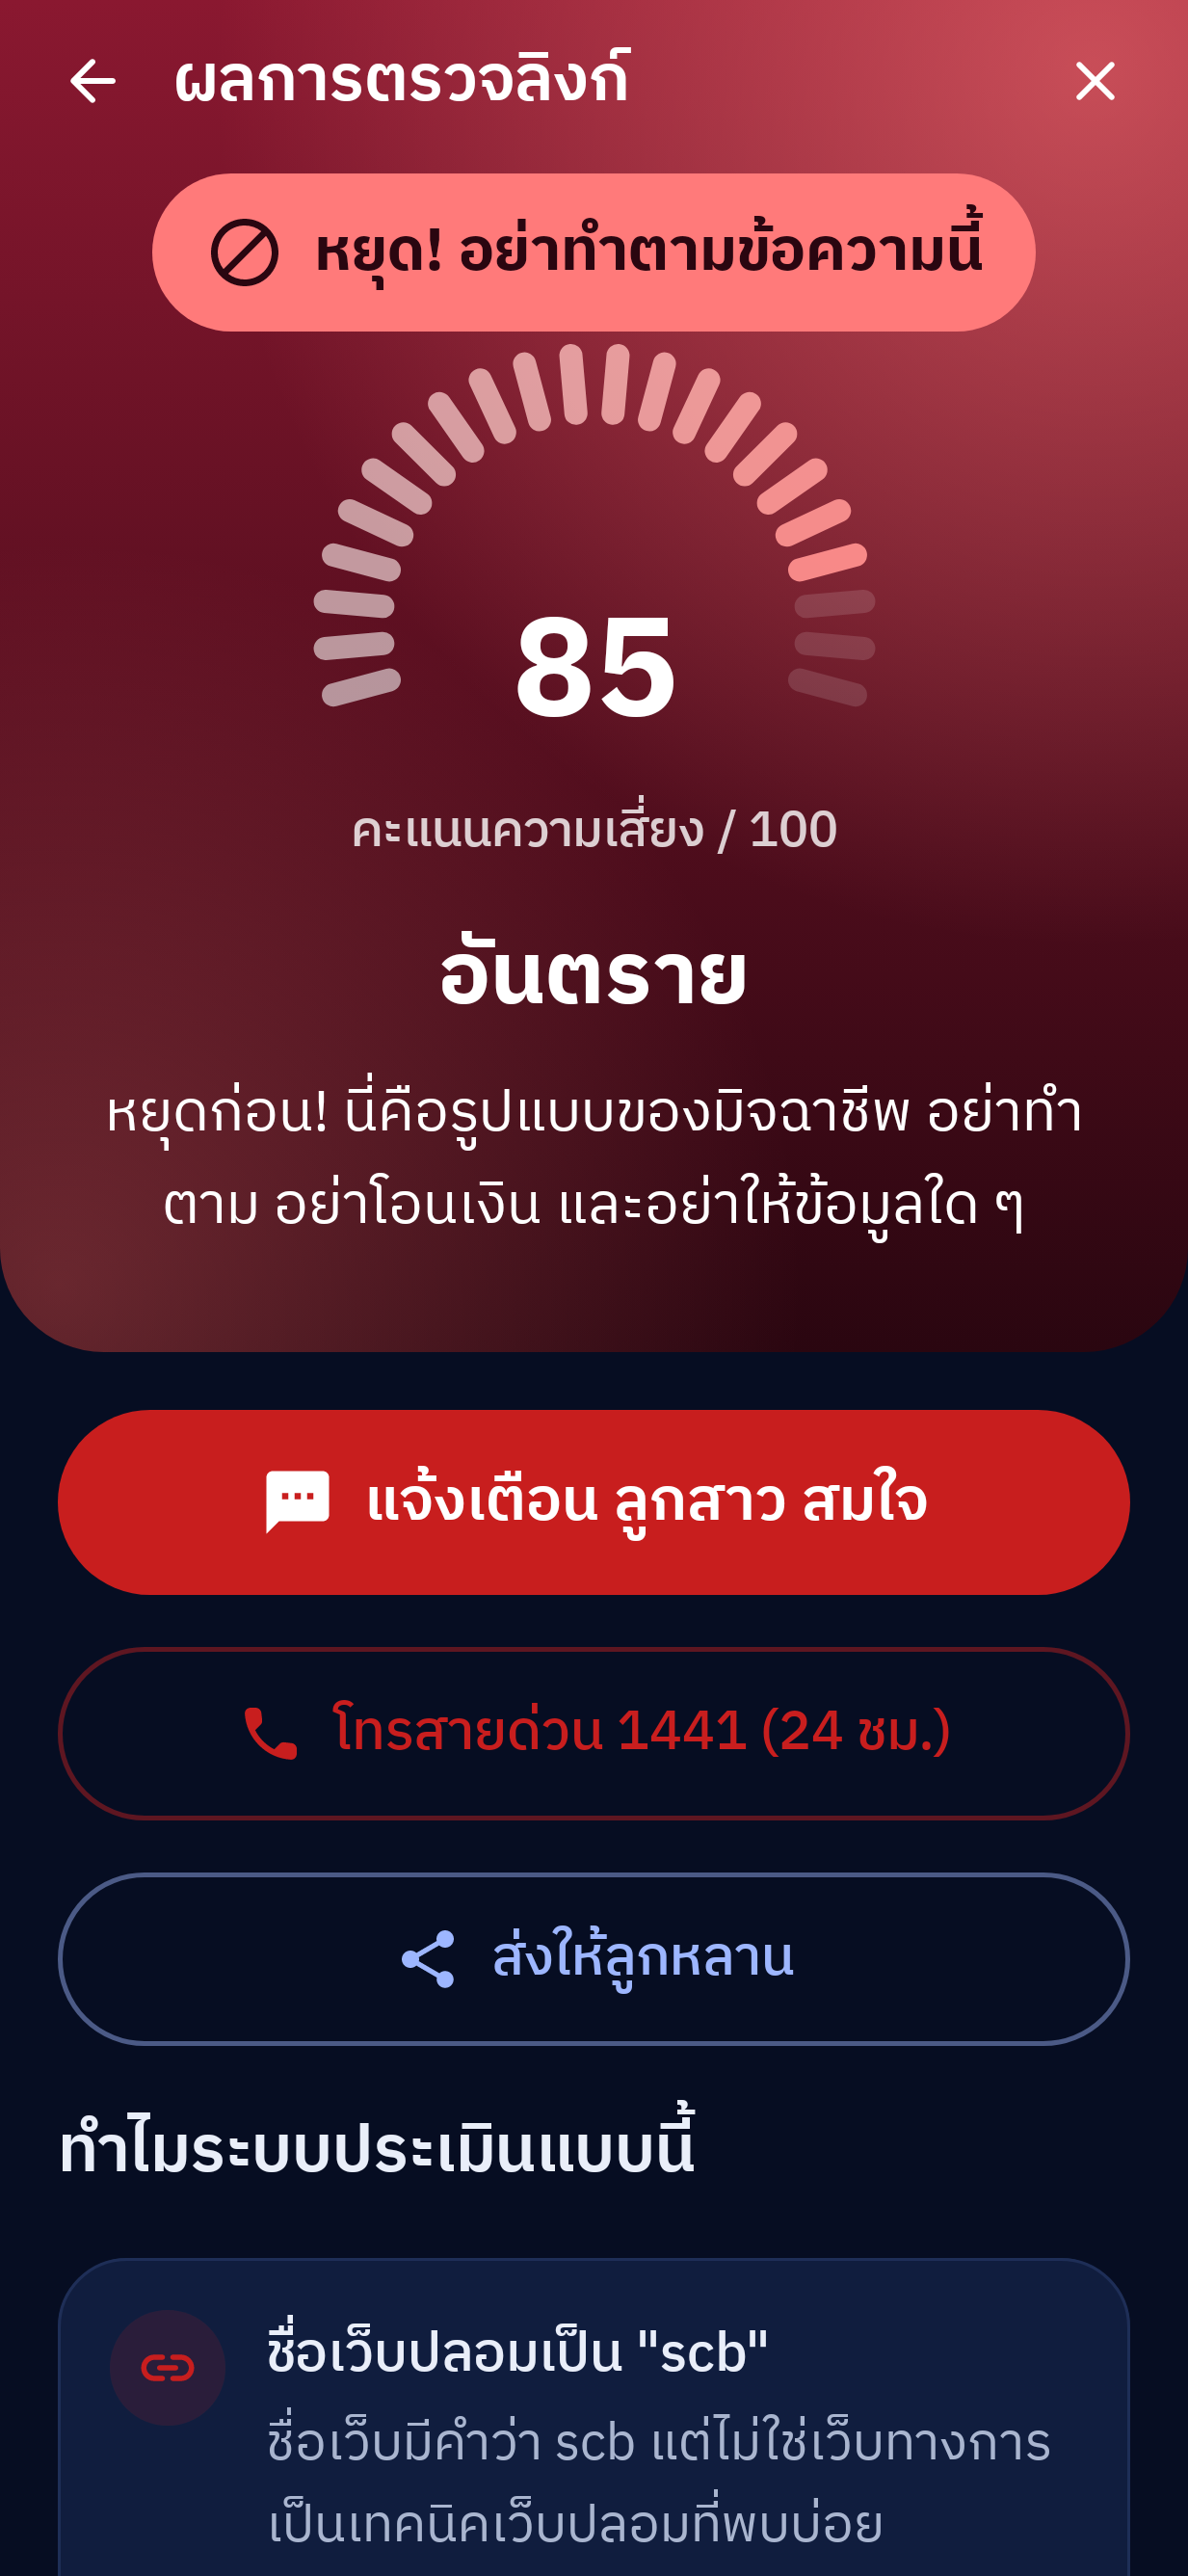 ผลการตรวจลิงก์
หยุด! อย่าทำตามข้อความนี้
85
คะแนนความเสี่ยง / 100
อันตราย
หยุดก่อน! นี่คือรูปแบบของมิจฉาชีพ อย่าทำ
ตาม อย่าโอนเงิน และอย่าให้ข้อมูลใด ๆ
แจ้งเตือน ลูกสาว สมใจ
โทรสายด่วน 1441 (24 ชม.)
ส่งให้ลูกหลาน
ทำไมระบบประเมินแบบนี้
ชื่อเว็บปลอมเป็น "scb"
ชื่อเว็บมีคำว่า scb แต่ไม่ใช่เว็บทางการ
เป็นเทคนิคเว็บปลอมที่พบบ่อย